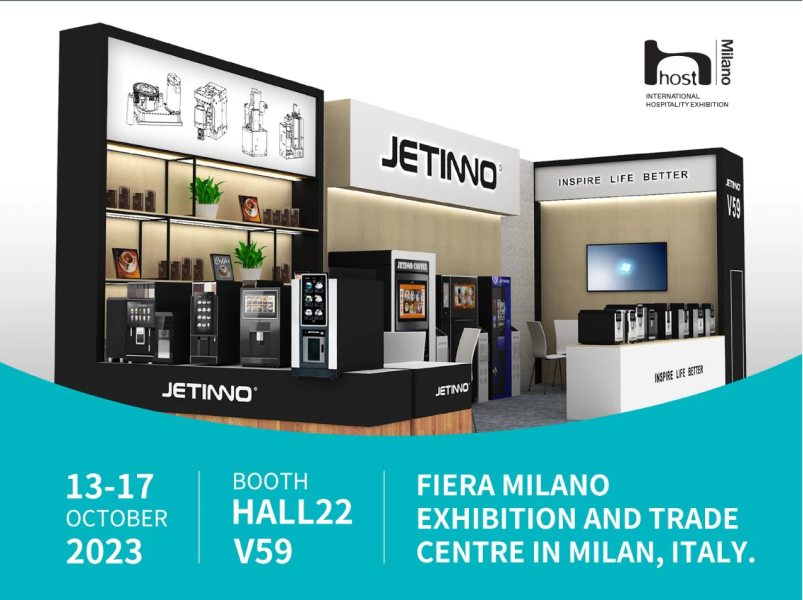 host
Milano
INTERNATIONAL
HOSPITALITY EXHIBITION
JETINNO
INSPIRE LIFE BETTER
JETINNO
V59
JETINNO COFFEE
INSPIRE LIFE BETTER
JETINNO®
JETINNO®
13-17
OCTOBER
2023
BOOTH
HALL22
V59
FIERA MILANO
EXHIBITION AND TRADE
CENTRE IN MILAN, ITALY.